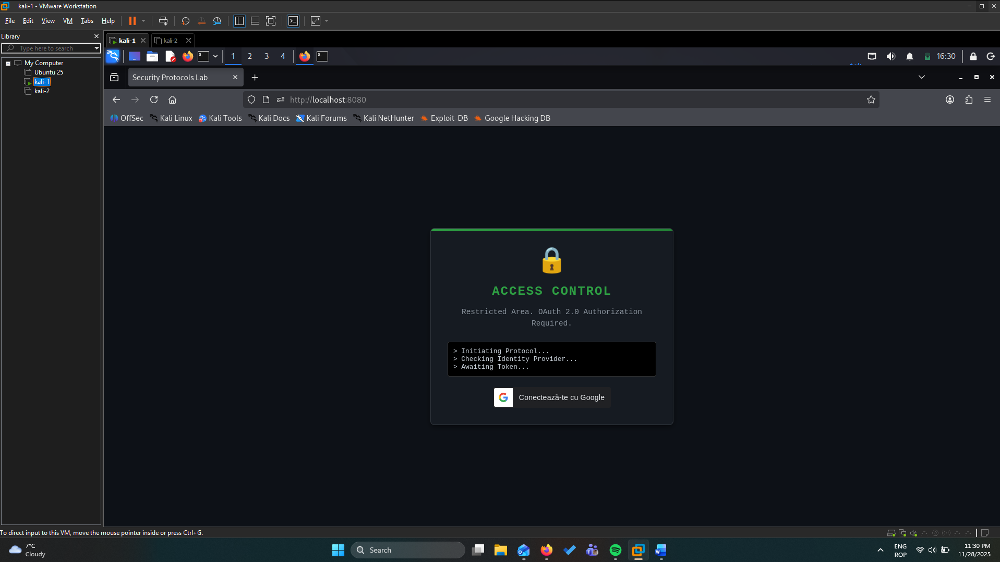 kali-1 - VMware Workstation
File Edit View VM Tabs Help
Library
Type here to search
My Computer
Ubuntu 25
kali-1
kali-2
kali-1 kali-2
1 2 3 4
16:30
Security Protocols Lab
http://localhost:8080
OffSec Kali Linux Kali Tools Kali Docs Kali Forums Kali NetHunter Exploit-DB Google Hacking DB
ACCESS CONTROL
Restricted Area. OAuth 2.0 Authorization
Required.
> Initiating Protocol...
> Checking Identity Provider...
> Awaiting Token...
Conectează-te cu Google
To direct input to this VM, move the mouse pointer inside or press Ctrl+G.
7°C
Cloudy
Search
ENG
ROP
11:30 PM
11/28/2025